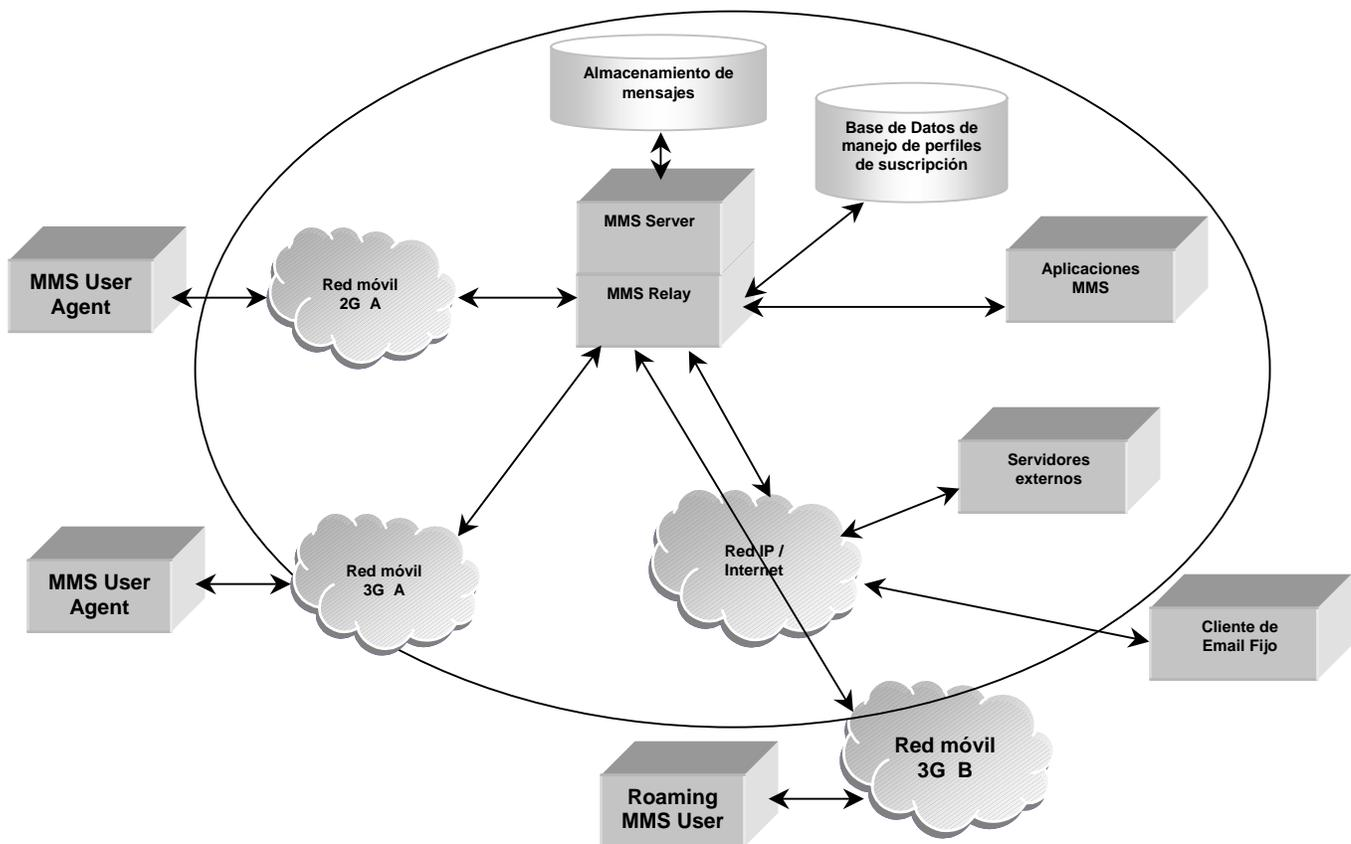 Almacenamiento de
mensajes
Base de Datos de
manejo de perfiles
de suscripción
MMS Server
MMS Relay
Aplicaciones
MMS
MMS User
Agent
Red móvil
2G A
Servidores
externos
Red IP /
Internet
MMS User
Agent
Red móvil
3G A
Cliente de
Email Fijo
Red móvil
3G B
Roaming
MMS User